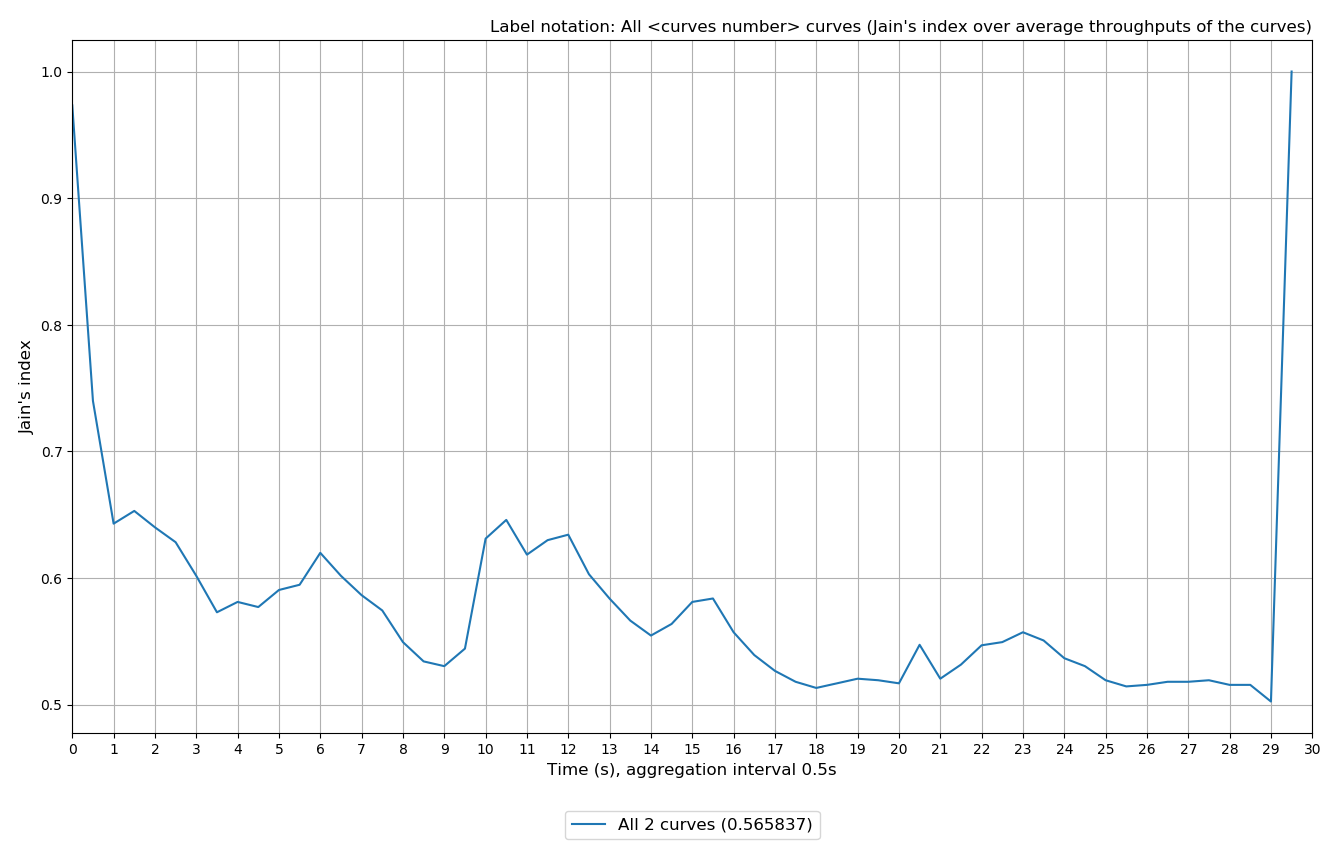 Label notation: All <curves number> curves (Jain's index over average throughputs of the curves)
1.0
0.9
0.8
0.7
0.6
0.5
Jain's index
0 1 2 3 4 5 6 7 8 9 10 11 12 13 14 15 16 17 18 19 20 21 22 23 24 25 26 27 28 29 30
Time (s), aggregation interval 0.5s
All 2 curves (0.565837)